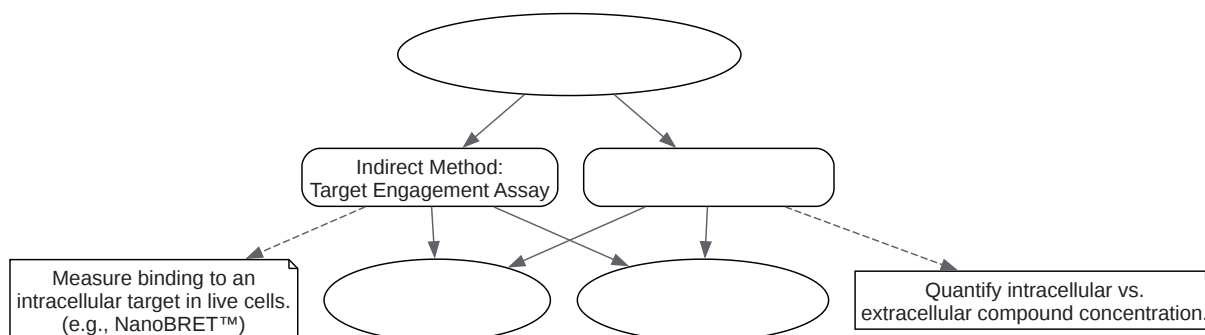 Indirect Method:
Target Engagement Assay
Measure binding to an
intracellular target in live cells.
(e.g., NanoBRET™)
Quantify intracellular vs.
extracellular compound concentration.